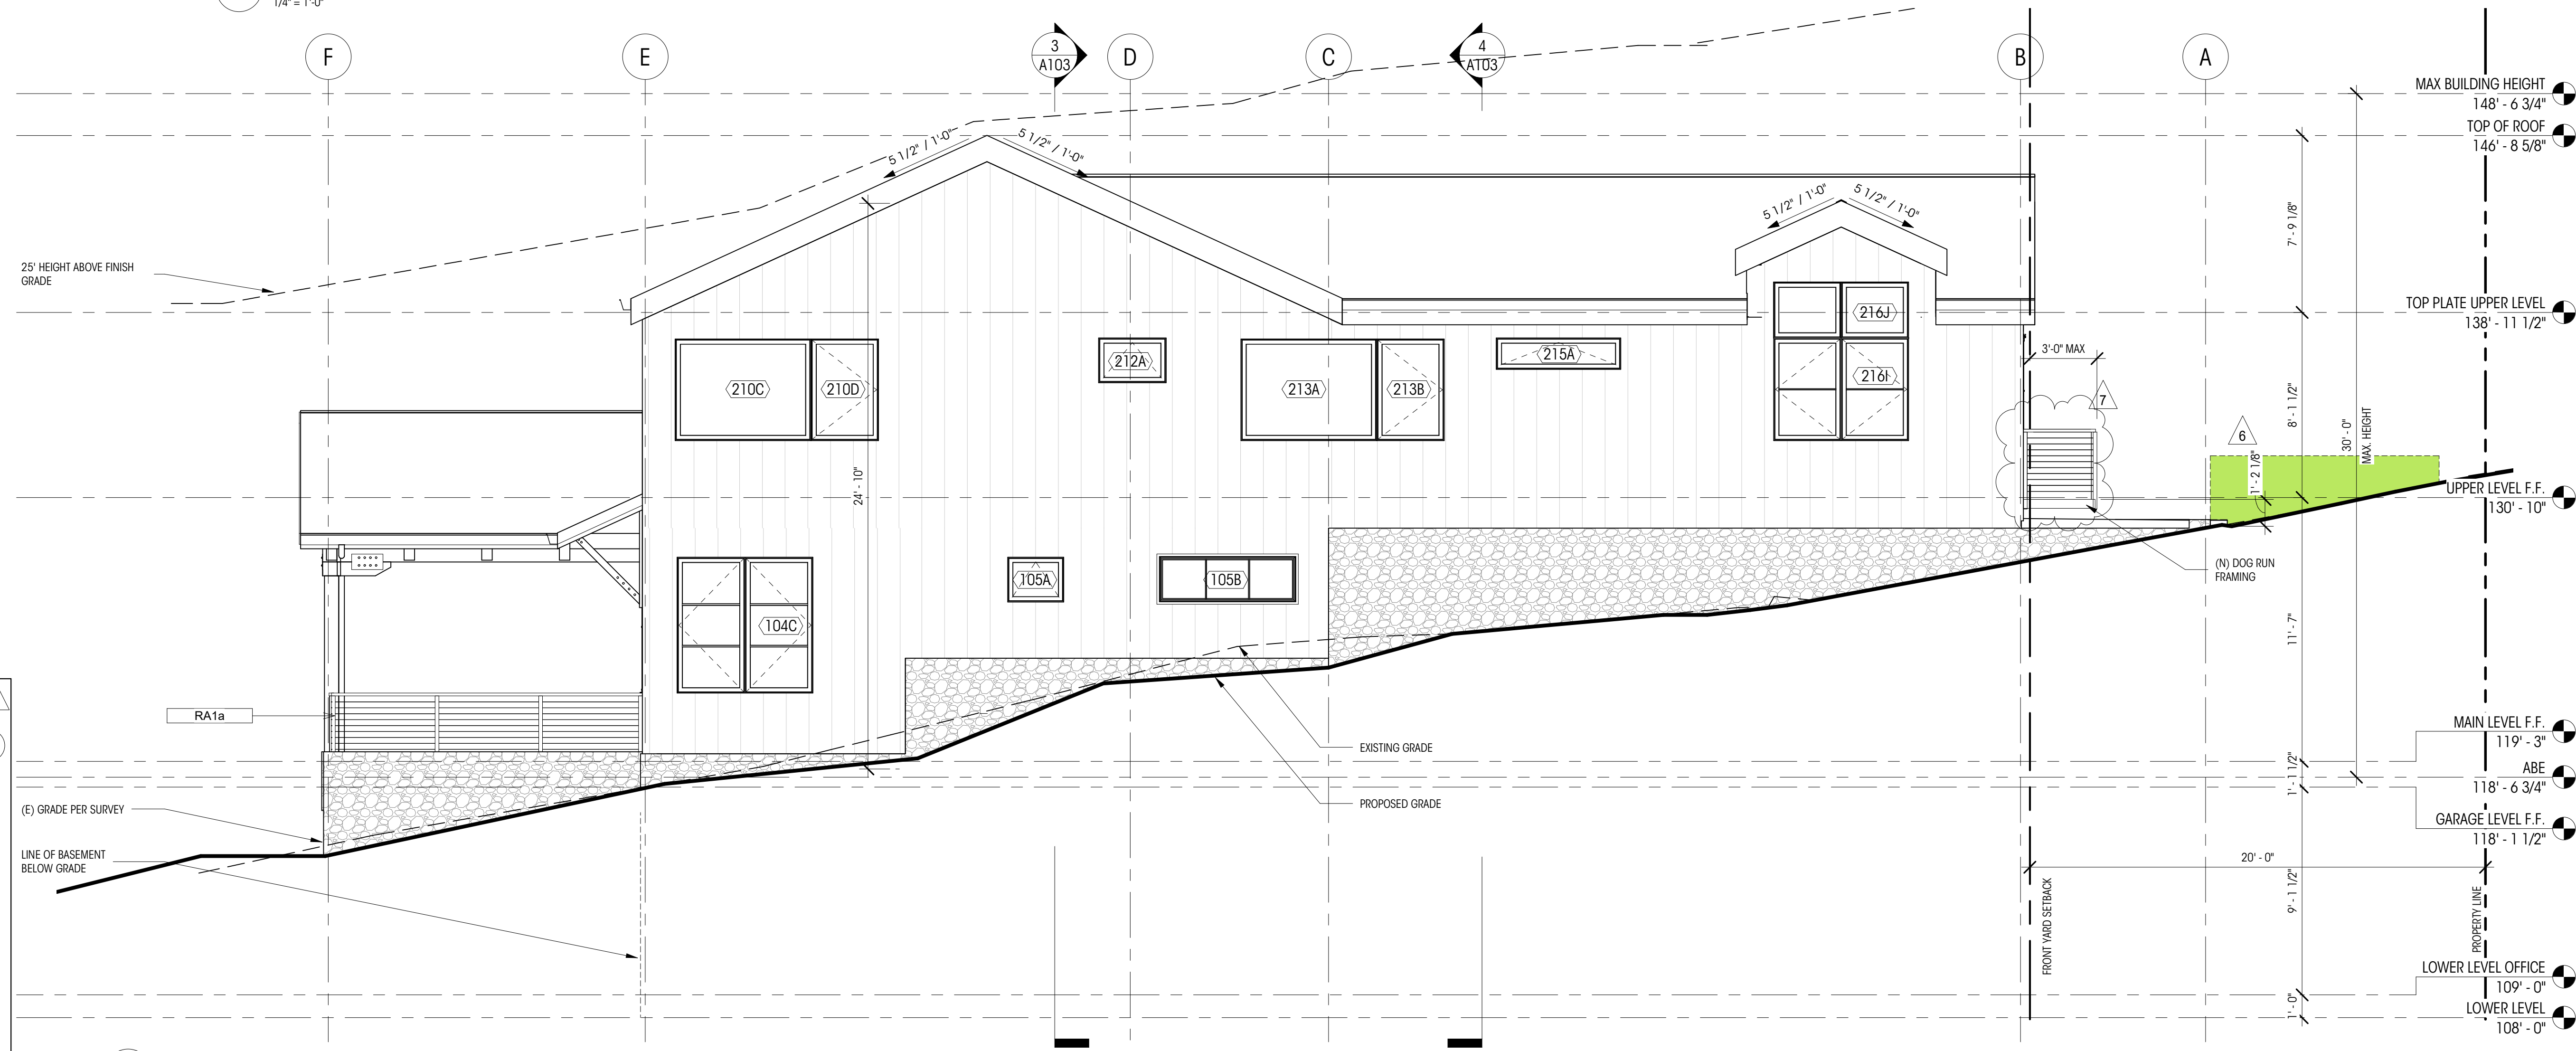 1/4" = 1'-0"
F
E
3
A103
D
C
4
A103
B
A
MAX BUILDING HEIGHT
148' - 6 3/4"
TOP OF ROOF
146' - 8 5/8"
5 1/2" / 1'-0"
5 1/2" / 1'-0"
5 1/2" / 1'-0"
5 1/2" / 1'-0"
7' - 9 1/8"
25' HEIGHT ABOVE FINISH
GRADE
TOP PLATE UPPER LEVEL
138' - 11 1/2"
216J
3'-0" MAX
210C
210D
212A
213A
213B
215A
216I
7
8' - 1 1/2"
30' - 0"
MAX. HEIGHT
6
1' - 2 1/8"
24' - 10"
UPPER LEVEL F.F.
130' - 10"
(N) DOG RUN
FRAMING
105A
105B
104C
11' - 7"
RA1a
EXISTING GRADE
MAIN LEVEL F.F.
119' - 3"
1' - 1 1/2"
ABE
118' - 6 3/4"
(E) GRADE PER SURVEY
PROPOSED GRADE
GARAGE LEVEL F.F.
118' - 1 1/2"
LINE OF BASEMENT
BELOW GRADE
20' - 0"
9' - 1 1/2"
FRONT YARD SETBACK
PROPERTY LINE
LOWER LEVEL OFFICE
109' - 0"
1' - 0"
LOWER LEVEL
108' - 0"